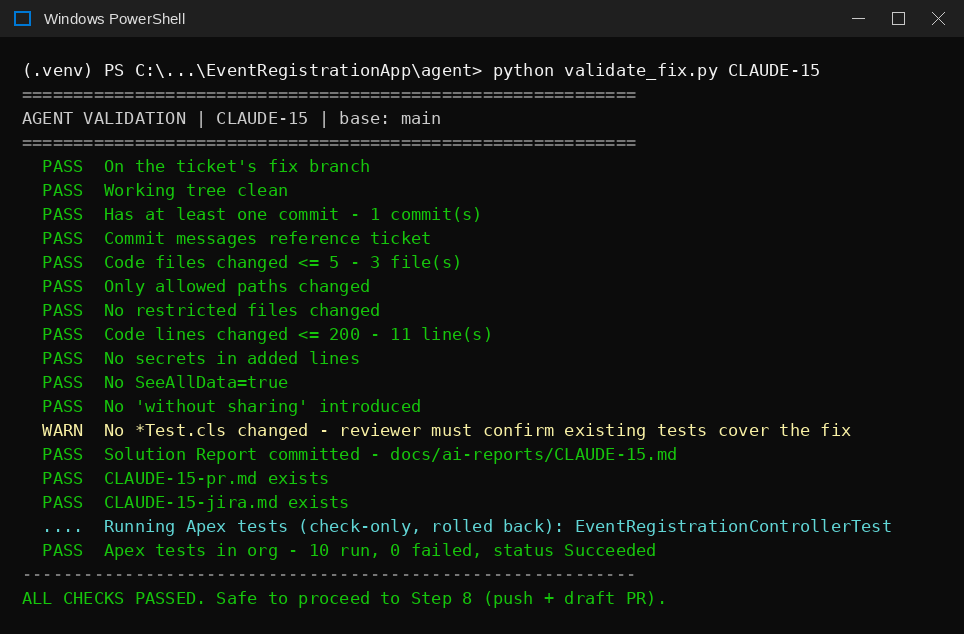 Windows PowerShell
(.venv) PS C:\...\EventRegistrationApp\agent> python validate_fix.py CLAUDE-15
============================================================
AGENT VALIDATION | CLAUDE-15 | base: main
============================================================
  PASS  On the ticket's fix branch
  PASS  Working tree clean
  PASS  Has at least one commit - 1 commit(s)
  PASS  Commit messages reference ticket
  PASS  Code files changed <= 5 - 3 file(s)
  PASS  Only allowed paths changed
  PASS  No restricted files changed
  PASS  Code lines changed <= 200 - 11 line(s)
  PASS  No secrets in added lines
  PASS  No SeeAllData=true
  PASS  No 'without sharing' introduced
  WARN  No *Test.cls changed - reviewer must confirm existing tests cover the fix
  PASS  Solution Report committed - docs/ai-reports/CLAUDE-15.md
  PASS  CLAUDE-15-pr.md exists
  PASS  CLAUDE-15-jira.md exists
  ....  Running Apex tests (check-only, rolled back): EventRegistrationControllerTest
  PASS  Apex tests in org - 10 run, 0 failed, status Succeeded
------------------------------------------------------------
ALL CHECKS PASSED. Safe to proceed to Step 8 (push + draft PR).